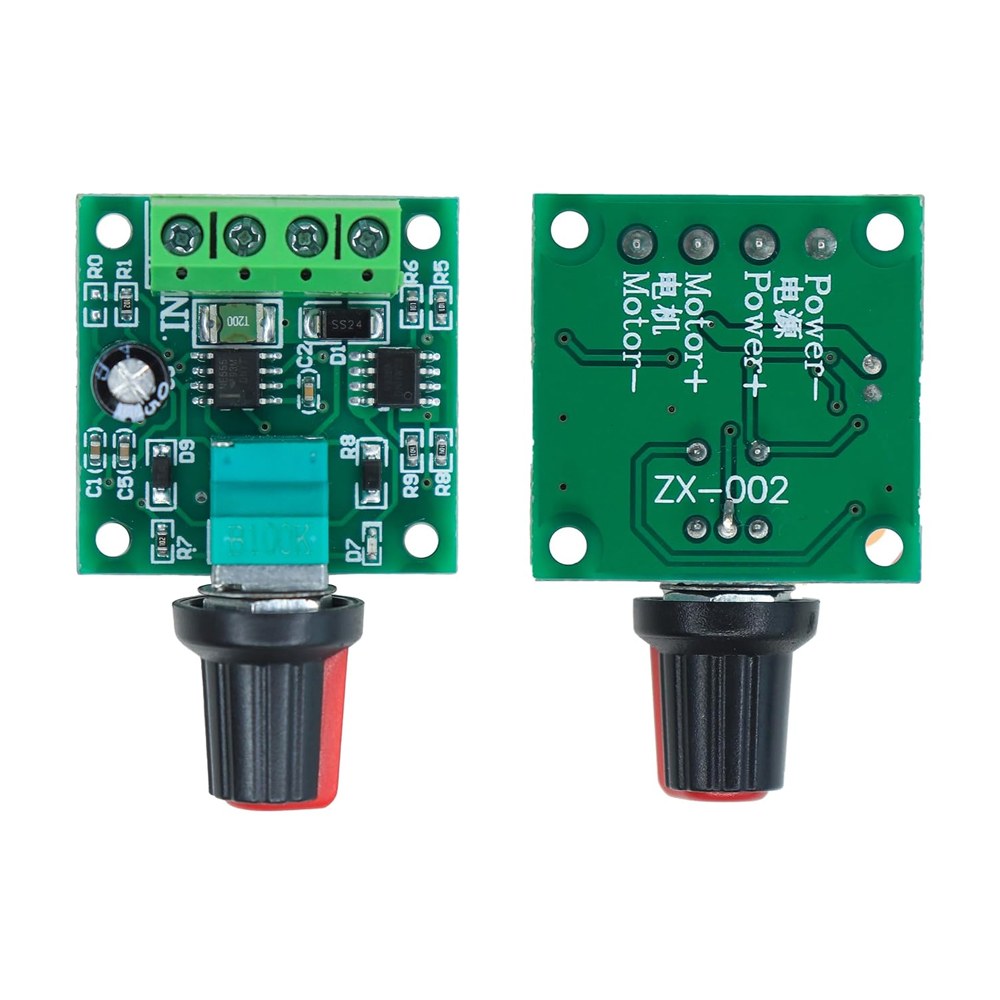 R0
R1
IN
T200
SS24
D1
C2
R6
R5
C1
C5
D9
R8
R9
R8
R7
D7
Motor-
电机
Motor+
Power+
电源
Power-
ZX-002